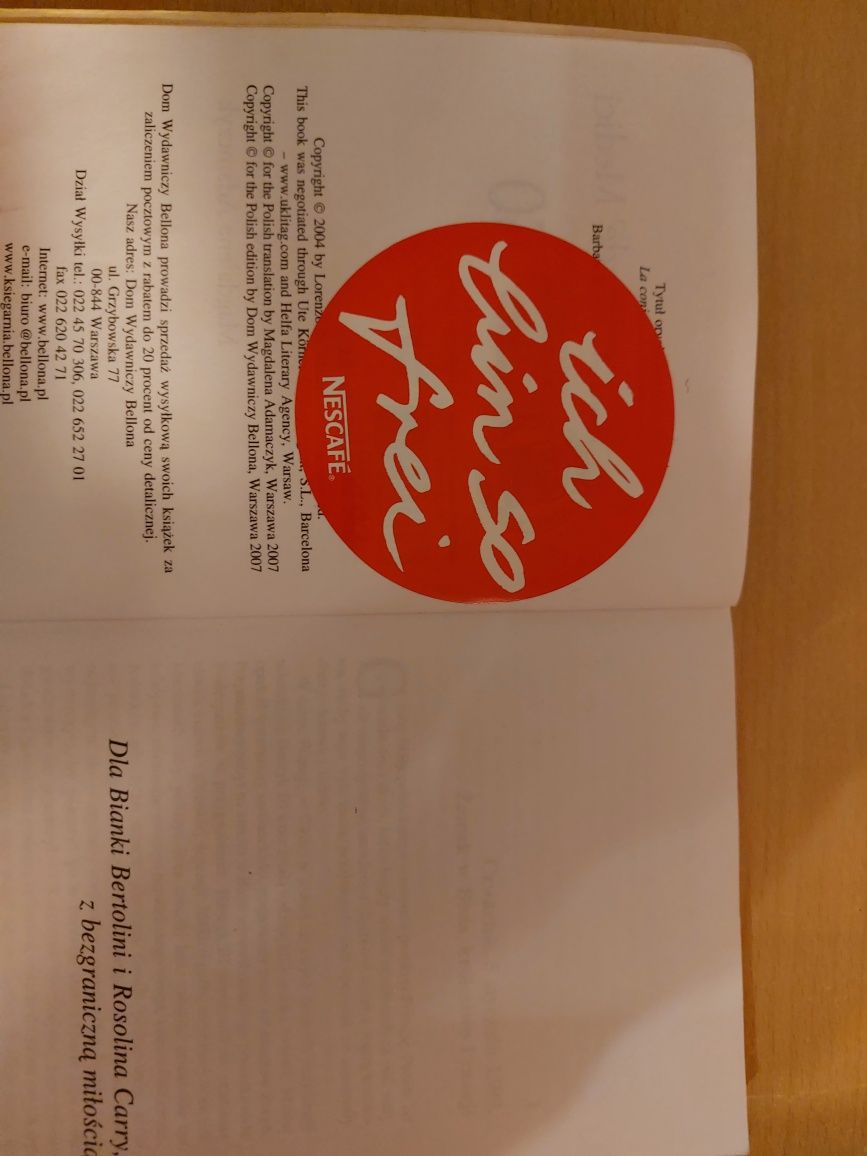 Tytuł
La
ich
bin so
frei
NESCAFÉ®
Copyright © 2004 by Lorenzo
This book was negotiated through Ute S.L., Barcelona
– www.uklitag.com and Helfa Literary Agency, Warsaw.
Copyright © for the Polish translation by Magdalena Adamaczyk, Warszawa 2007
Copyright © for the Polish edition by Dom Wydawniczy Bellona, Warszawa 2007
Dom Wydawniczy Bellona prowadzi sprzedaż wysyłkową swoich książek za
zaliczeniem pocztowym z rabatem do 20 procent od ceny detalicznej.
Nasz adres: Dom Wydawniczy Bellona
ul. Grzybowska 77
00-844 Warszawa
Dział Wysyłki tel.: 022 45 70 306, 022 652 27 01
fax 022 620 42 71
Internet: www.bellona.pl
e-mail: biuro@bellona.pl
www.ksiegarnia.bellona.pl
Dla Bianki Bertolini i Rosolina Carry,
z bezgraniczną miłością